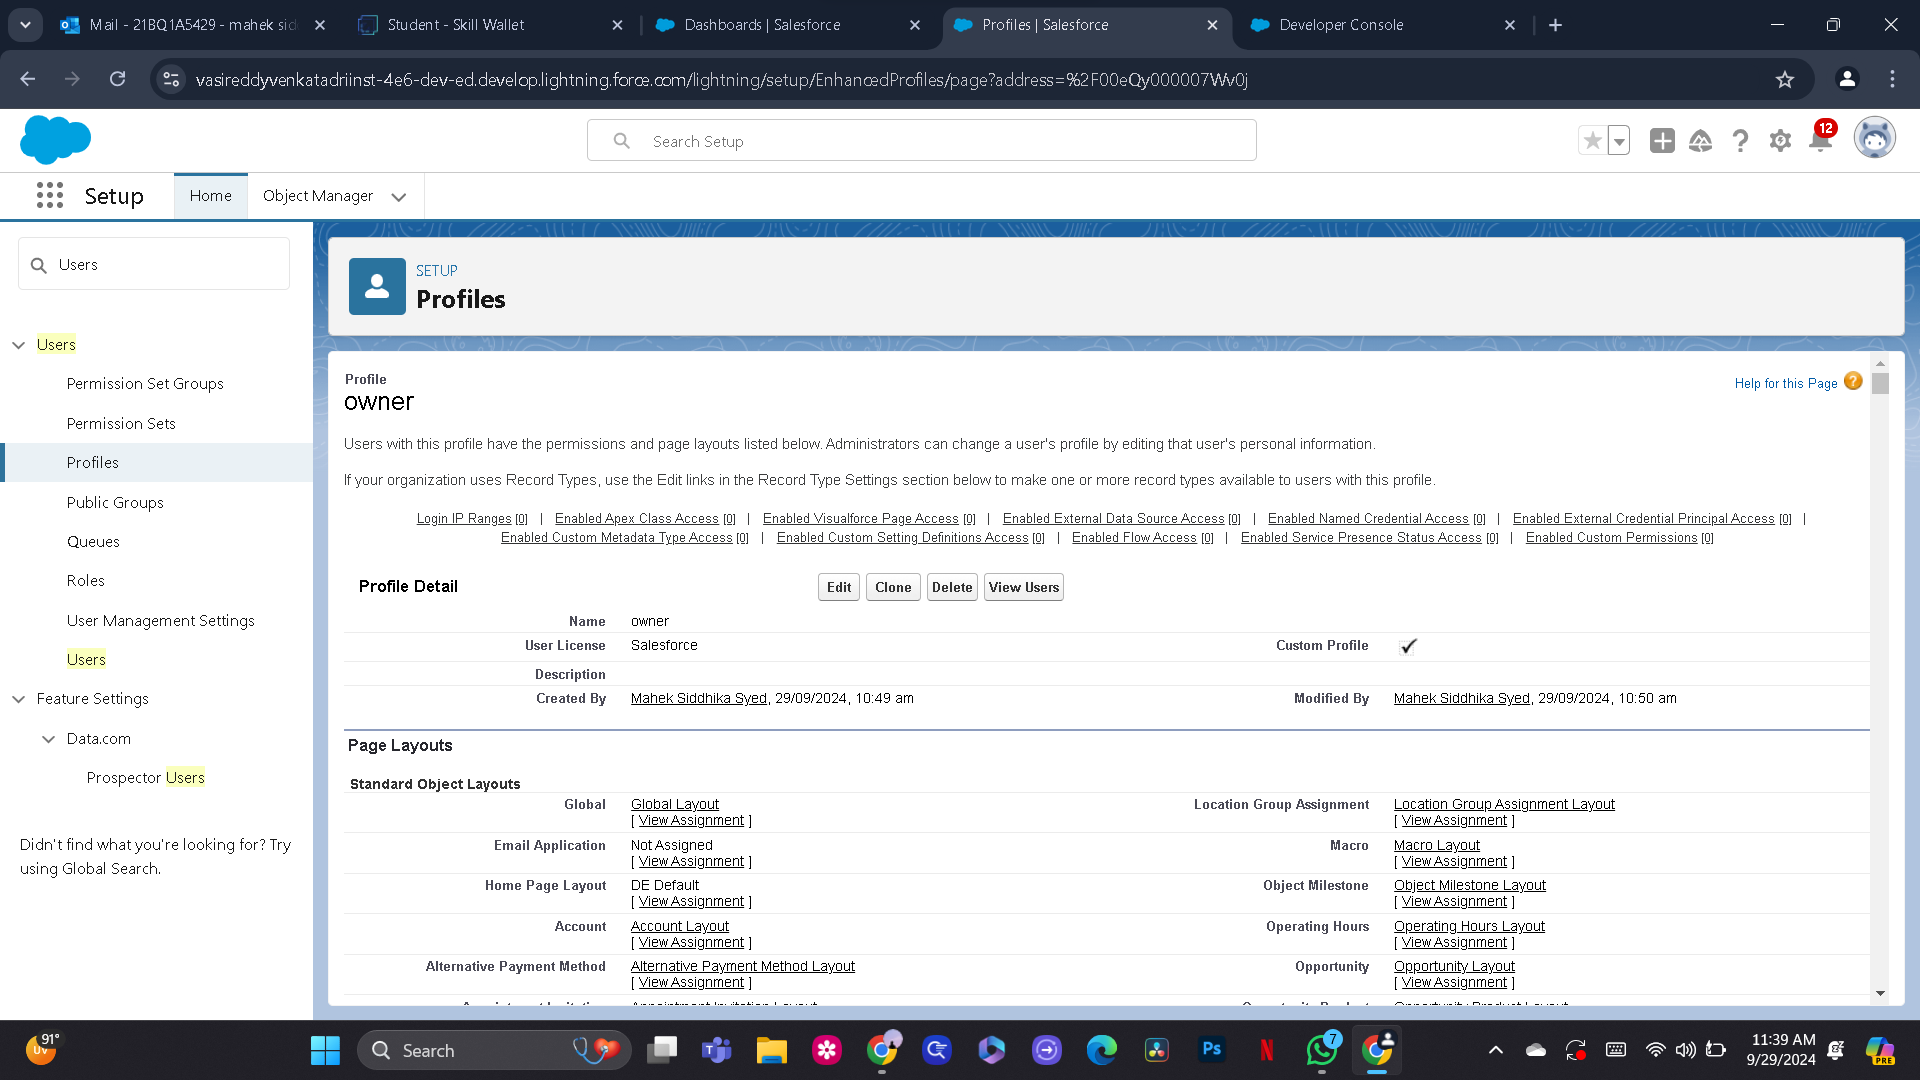 Mail - 21BQ1A5429 - mahek sid
Student - Skill Wallet
Dashboards | Salesforce
Profiles | Salesforce
Developer Console
vasireddyvenkatadriinst-4e6-dev-ed.develop.lightning.force.com/lightning/setup/EnhancedProfiles/page?address=%2F00eQy000007Wv0j
Search Setup
12
Setup
Home
Object Manager
Users
SETUP
Profiles
Users
Permission Set Groups
Permission Sets
Profiles
Public Groups
Queues
Roles
User Management Settings
Users
Feature Settings
Data.com
Prospector Users
Didn't find what you're looking for? Try
using Global Search.
Profile
owner
Help for this Page
Users with this profile have the permissions and page layouts listed below. Administrators can change a user's profile by editing that user's personal information.
If your organization uses Record Types, use the Edit links in the Record Type Settings section below to make one or more record types available to users with this profile.
Login IP Ranges [0] | Enabled Apex Class Access [0] | Enabled Visualforce Page Access [0] | Enabled External Data Source Access [0] | Enabled Named Credential Access [0] | Enabled External Credential Principal Access [0] |
Enabled Custom Metadata Type Access [0] | Enabled Custom Setting Definitions Access [0] | Enabled Flow Access [0] | Enabled Service Presence Status Access [0] | Enabled Custom Permissions [0]
Profile Detail
Edit Clone Delete View Users
Name owner
User License Salesforce Custom Profile
Description
Created By Mahek Siddhika Syed, 29/09/2024, 10:49 am Modified By Mahek Siddhika Syed, 29/09/2024, 10:50 am
Page Layouts
Standard Object Layouts
Global Global Layout Location Group Assignment Location Group Assignment Layout
[ View Assignment ] [ View Assignment ]
Email Application Not Assigned Macro Macro Layout
[ View Assignment ] [ View Assignment ]
Home Page Layout DE Default Object Milestone Object Milestone Layout
[ View Assignment ] [ View Assignment ]
Account Account Layout Operating Hours Operating Hours Layout
[ View Assignment ] [ View Assignment ]
Alternative Payment Method Alternative Payment Method Layout Opportunity Opportunity Layout
[ View Assignment ] [ View Assignment ]
91°
UV
Search
Ps
N
7
11:39 AM
9/29/2024
PRE